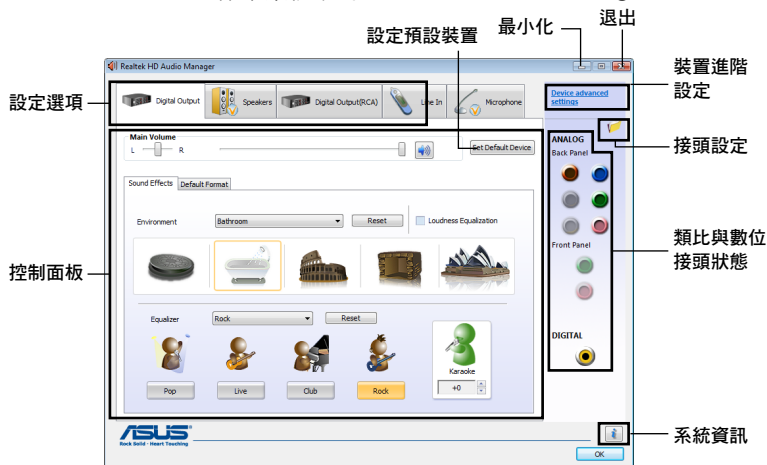 設定預設裝置
最小化
退出
Realtek HD Audio Manager
設定選項
Digital Output
Speakers
Digital Output(RCA)
Line In
Microphone
Device advanced
settings
裝置進階
設定
Main Volume
L
R
Set Default Device
ANALOG
Back Panel
接頭設定
Sound Effects
Default Format
Environment
Bathroom
Reset
Loudness Equalization
Front Panel
類比與數位
接頭狀態
控制面板
Equalizer
Rock
Reset
Pop
Live
Club
Rock
Karaoke
+0
DIGITAL
ASUS
Rock Solid · Heart Touching
系統資訊
OK